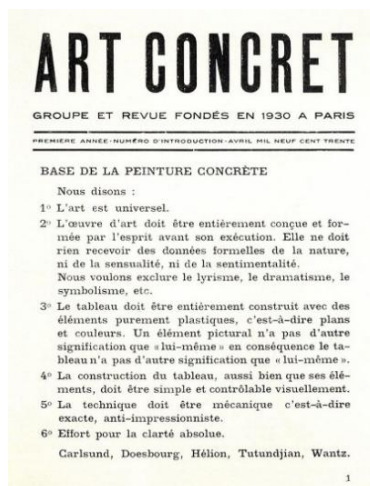 ART CONCRET
GROUPE ET REVUE FONDÉS EN 1930 A PARIS
PREMIÈRE ANNÉE-NUMÉRO D'INTRODUCTION-AVRIL MIL NEUF CENT TRENTE
BASE DE LA PEINTURE CONCRÈTE
Nous disons :
1º L'art est universel.
2º L'œuvre d'art doit être entièrement conçue et for-
mée par l'esprit avant son exécution. Elle ne doit
rien recevoir des données formelles de la nature,
ni de la sensualité, ni de la sentimentalité.
Nous voulons exclure le lyrisme, le dramatisme, le
symbolisme, etc.
3º Le tableau doit être entièrement construit avec des
éléments purement plastiques, c'est-à-dire plans
et couleurs. Un élément pictural n'a pas d'autre
signification que « lui-même » en conséquence le ta-
bleau n'a pas d'autre signification que « lui-même ».
4º La construction du tableau, aussi bien que ses élé-
ments, doit être simple et contrôlable visuellement.
5º La technique doit être mécanique c'est-à-dire
exacte, anti-impressionniste.
6º Effort pour la clarté absolue.
Carlsund, Doesbourg, Hélion, Tutundjian, Wantz.
1